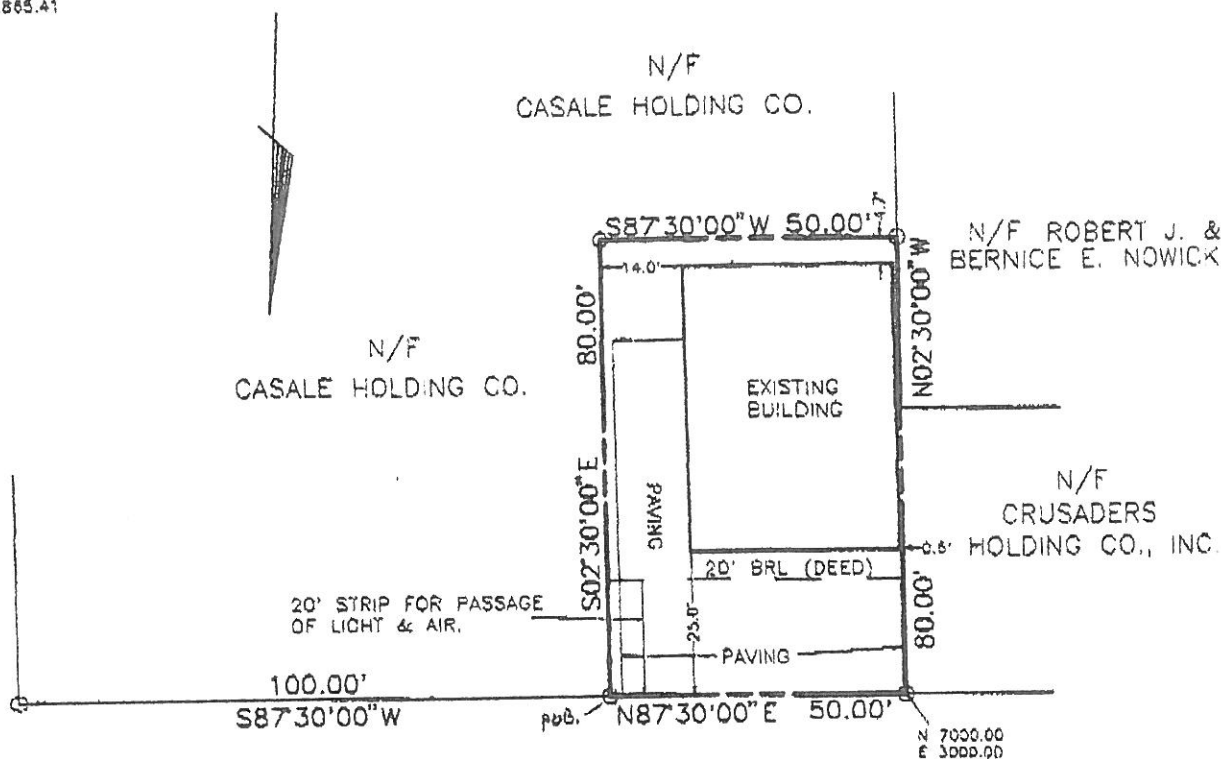 865.41
N/F
CASALE HOLDING CO.
S87°30'00"W 50.00'
4.7'
N/F ROBERT J. &
BERNICE E. NOWICK
14.0'
80.00'
N02°30'00"W
N/F
CASALE HOLDING CO.
EXISTING
BUILDING
S02°30'00"E
PAVING
N/F
CRUSADERS
HOLDING CO., INC.
20' BRL (DEED)
80.00'
20' STRIP FOR PASSAGE
OF LIGHT & AIR.
25.0'
PAVING
100.00'
S87°30'00"W
POB.
N87°30'00"E 50.00'
N 7000.00
E 3000.00